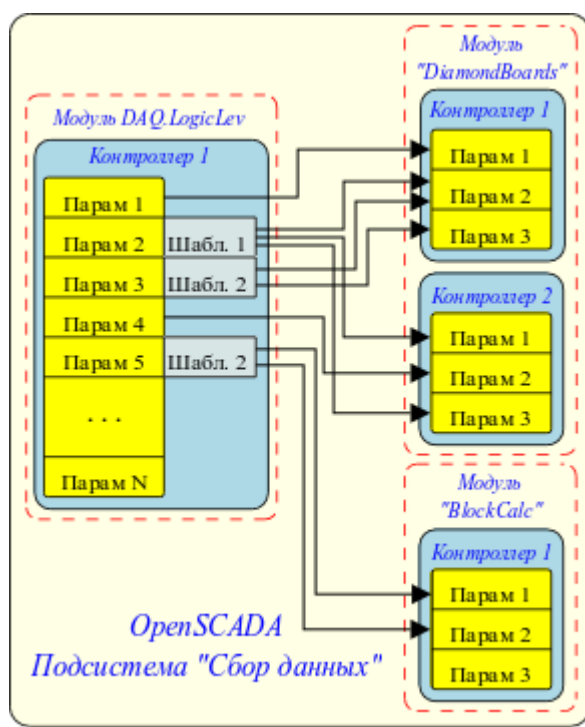 Модуль DAQ.LogicLev
Контроллер 1
Парам 1
Парам 2
Шабл. 1
Парам 3
Шабл. 2
Парам 4
Парам 5
Шабл. 2
. . .
Парам N
Модуль
"DiamondBoards"
Контроллер 1
Парам 1
Парам 2
Парам 3
Контроллер 2
Парам 1
Парам 2
Парам 3
Модуль
"BlockCalc"
Контроллер 1
Парам 1
Парам 2
Парам 3
OpenSCADA
Подсистема "Сбор данных"